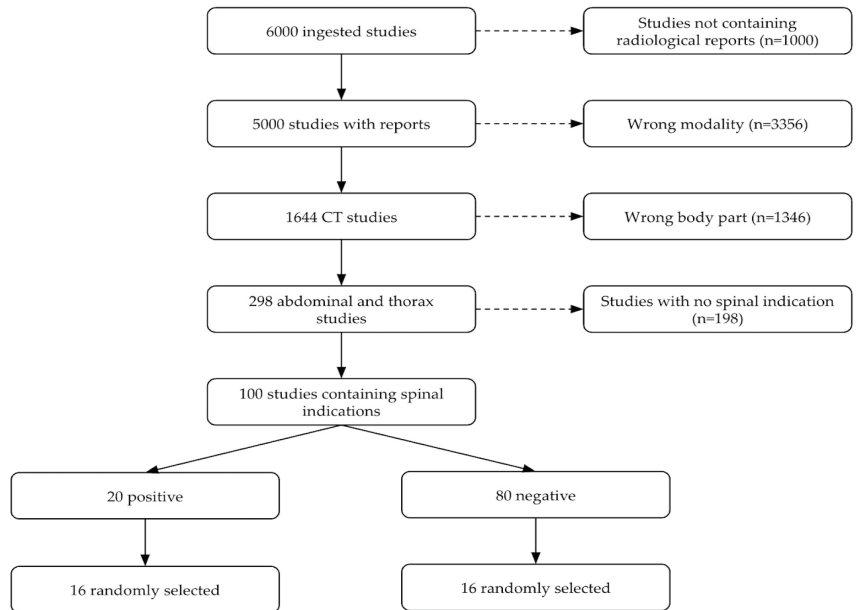 6000 ingested studies
Studies not containing
radiological reports (n=1000)
5000 studies with reports
Wrong modality (n=3356)
1644 CT studies
Wrong body part (n=1346)
298 abdominal and thorax
studies
Studies with no spinal indication
(n=198)
100 studies containing spinal
indications
20 positive
80 negative
16 randomly selected
16 randomly selected